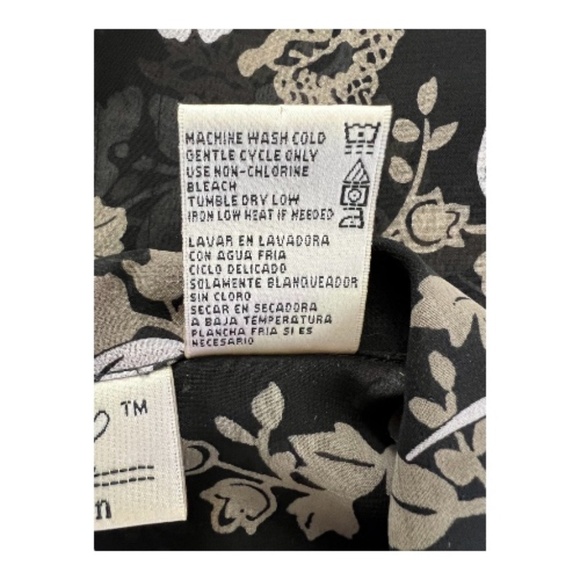 MACHINE WASH COLD
GENTLE CYCLE ONLY
USE NON-CHLORINE
BLEACH
TUMBLE DRY LOW
IRON LOW HEAT IF NEEDED
LAVAR EN LAVADORA
CON AGUA FRIA
CICLO DELICADO
SOLAMENTE BLANQUEADOR
SIN CLORO
SECAR EN SECADORA
A BAJA TEMPERATURA
PLANCHA FRIA SI ES
NECESARIO
TM
n